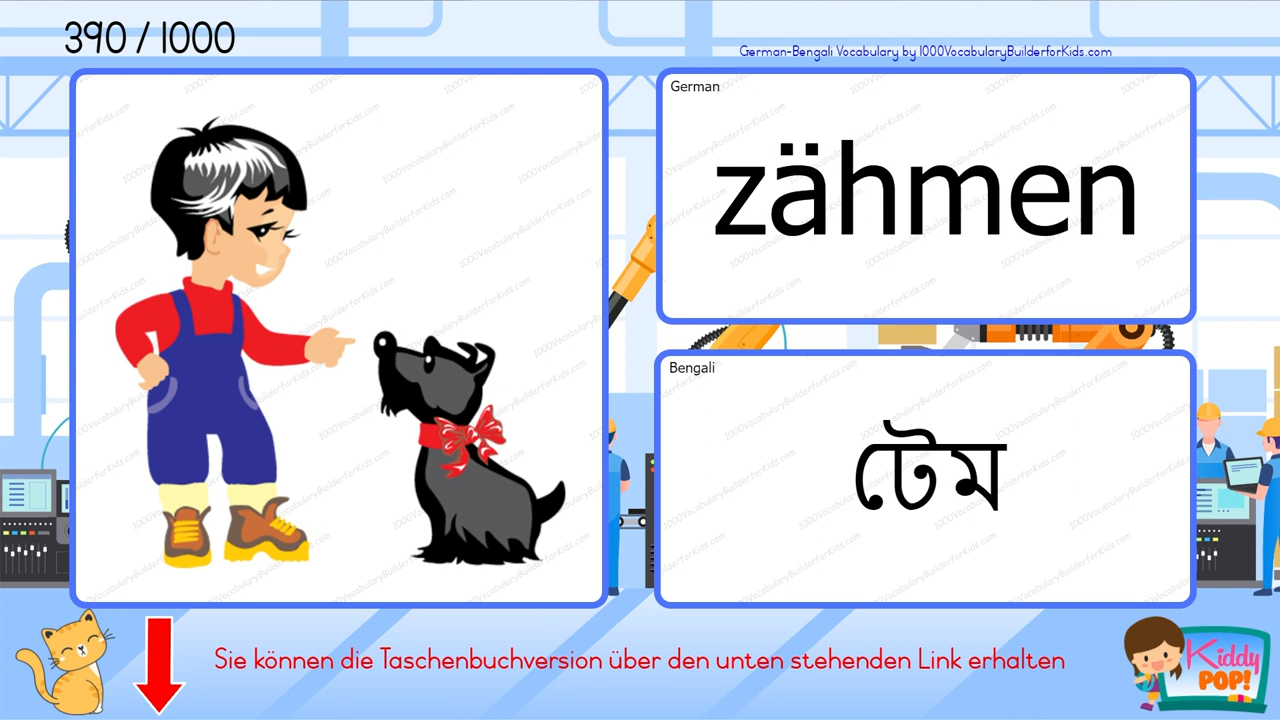 390 / 1000
German-Bengali Vocabulary by 1000VocabularyBuilderforKids.com
German
zähmen
Bengali
টেম
Sie können die Taschenbuchversion über den unten stehenden Link erhalten
Kiddy
POP!